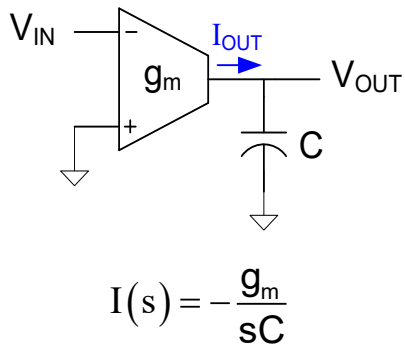 V_IN
−
g_m
+
I_OUT
V_OUT
C
I(s) = − g_m / sC